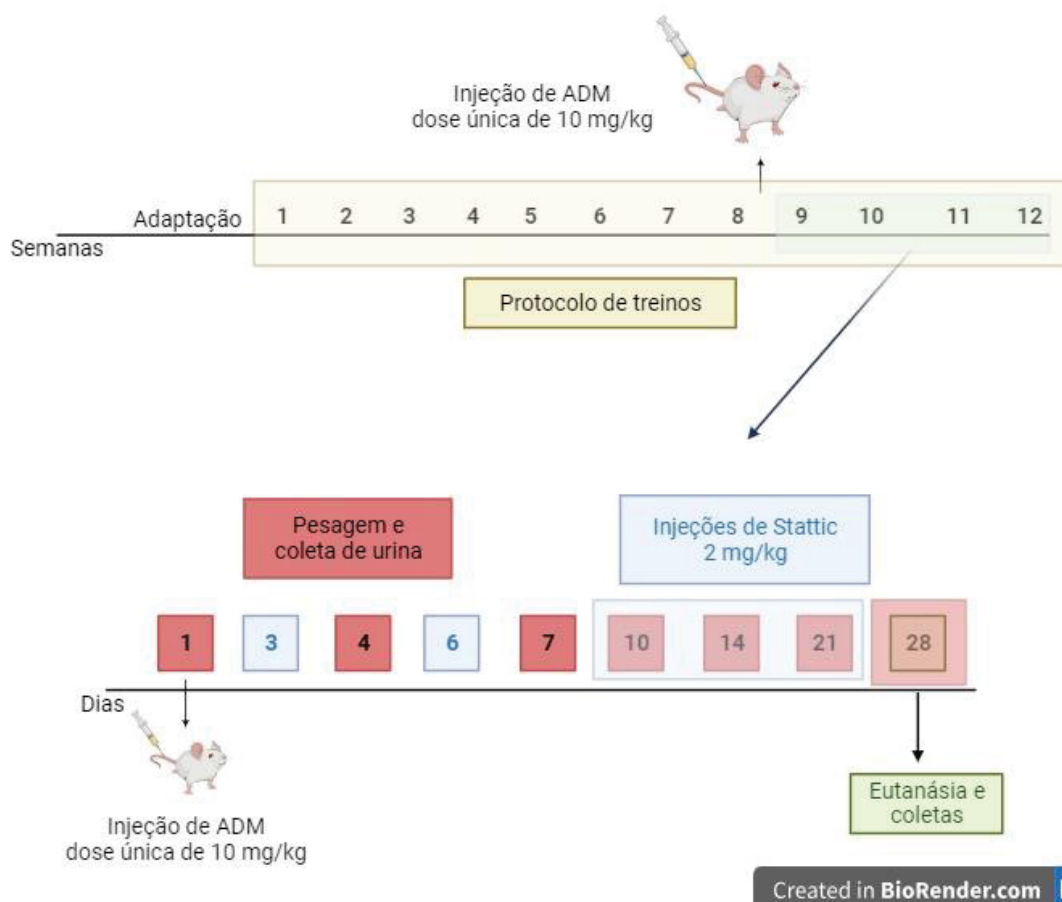 Injeção de ADM
dose única de 10 mg/kg
Adaptação 1 2 3 4 5 6 7 8 9 10 11 12
Semanas
Protocolo de treinos
Pesagem e
coleta de urina
Injeções de Stattic
2 mg/kg
1 3 4 6 7 10 14 21 28
Dias
Eutanásia e
coletas
Injeção de ADM
dose única de 10 mg/kg
Created in BioRender.com